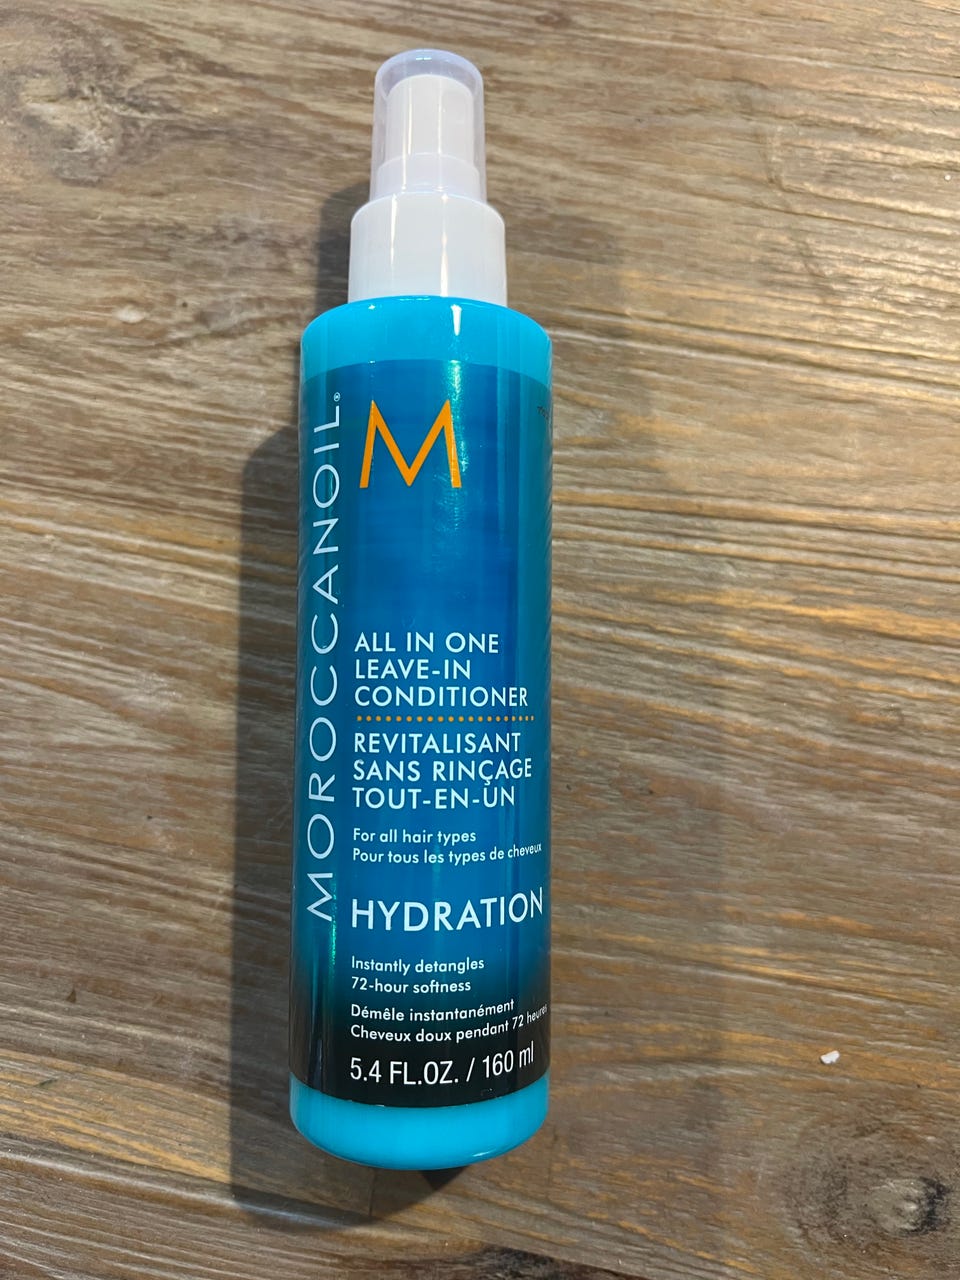 MOROCCANOIL®
M
ALL IN ONE
LEAVE-IN
CONDITIONER
REVITALISANT
SANS RINÇAGE
TOUT-EN-UN
For all hair types
Pour tous les types de cheveux
HYDRATION
Instantly detangles
72-hour softness
Démêle instantanément
Cheveux doux pendant 72 heures
5.4 FL.OZ. / 160 ml